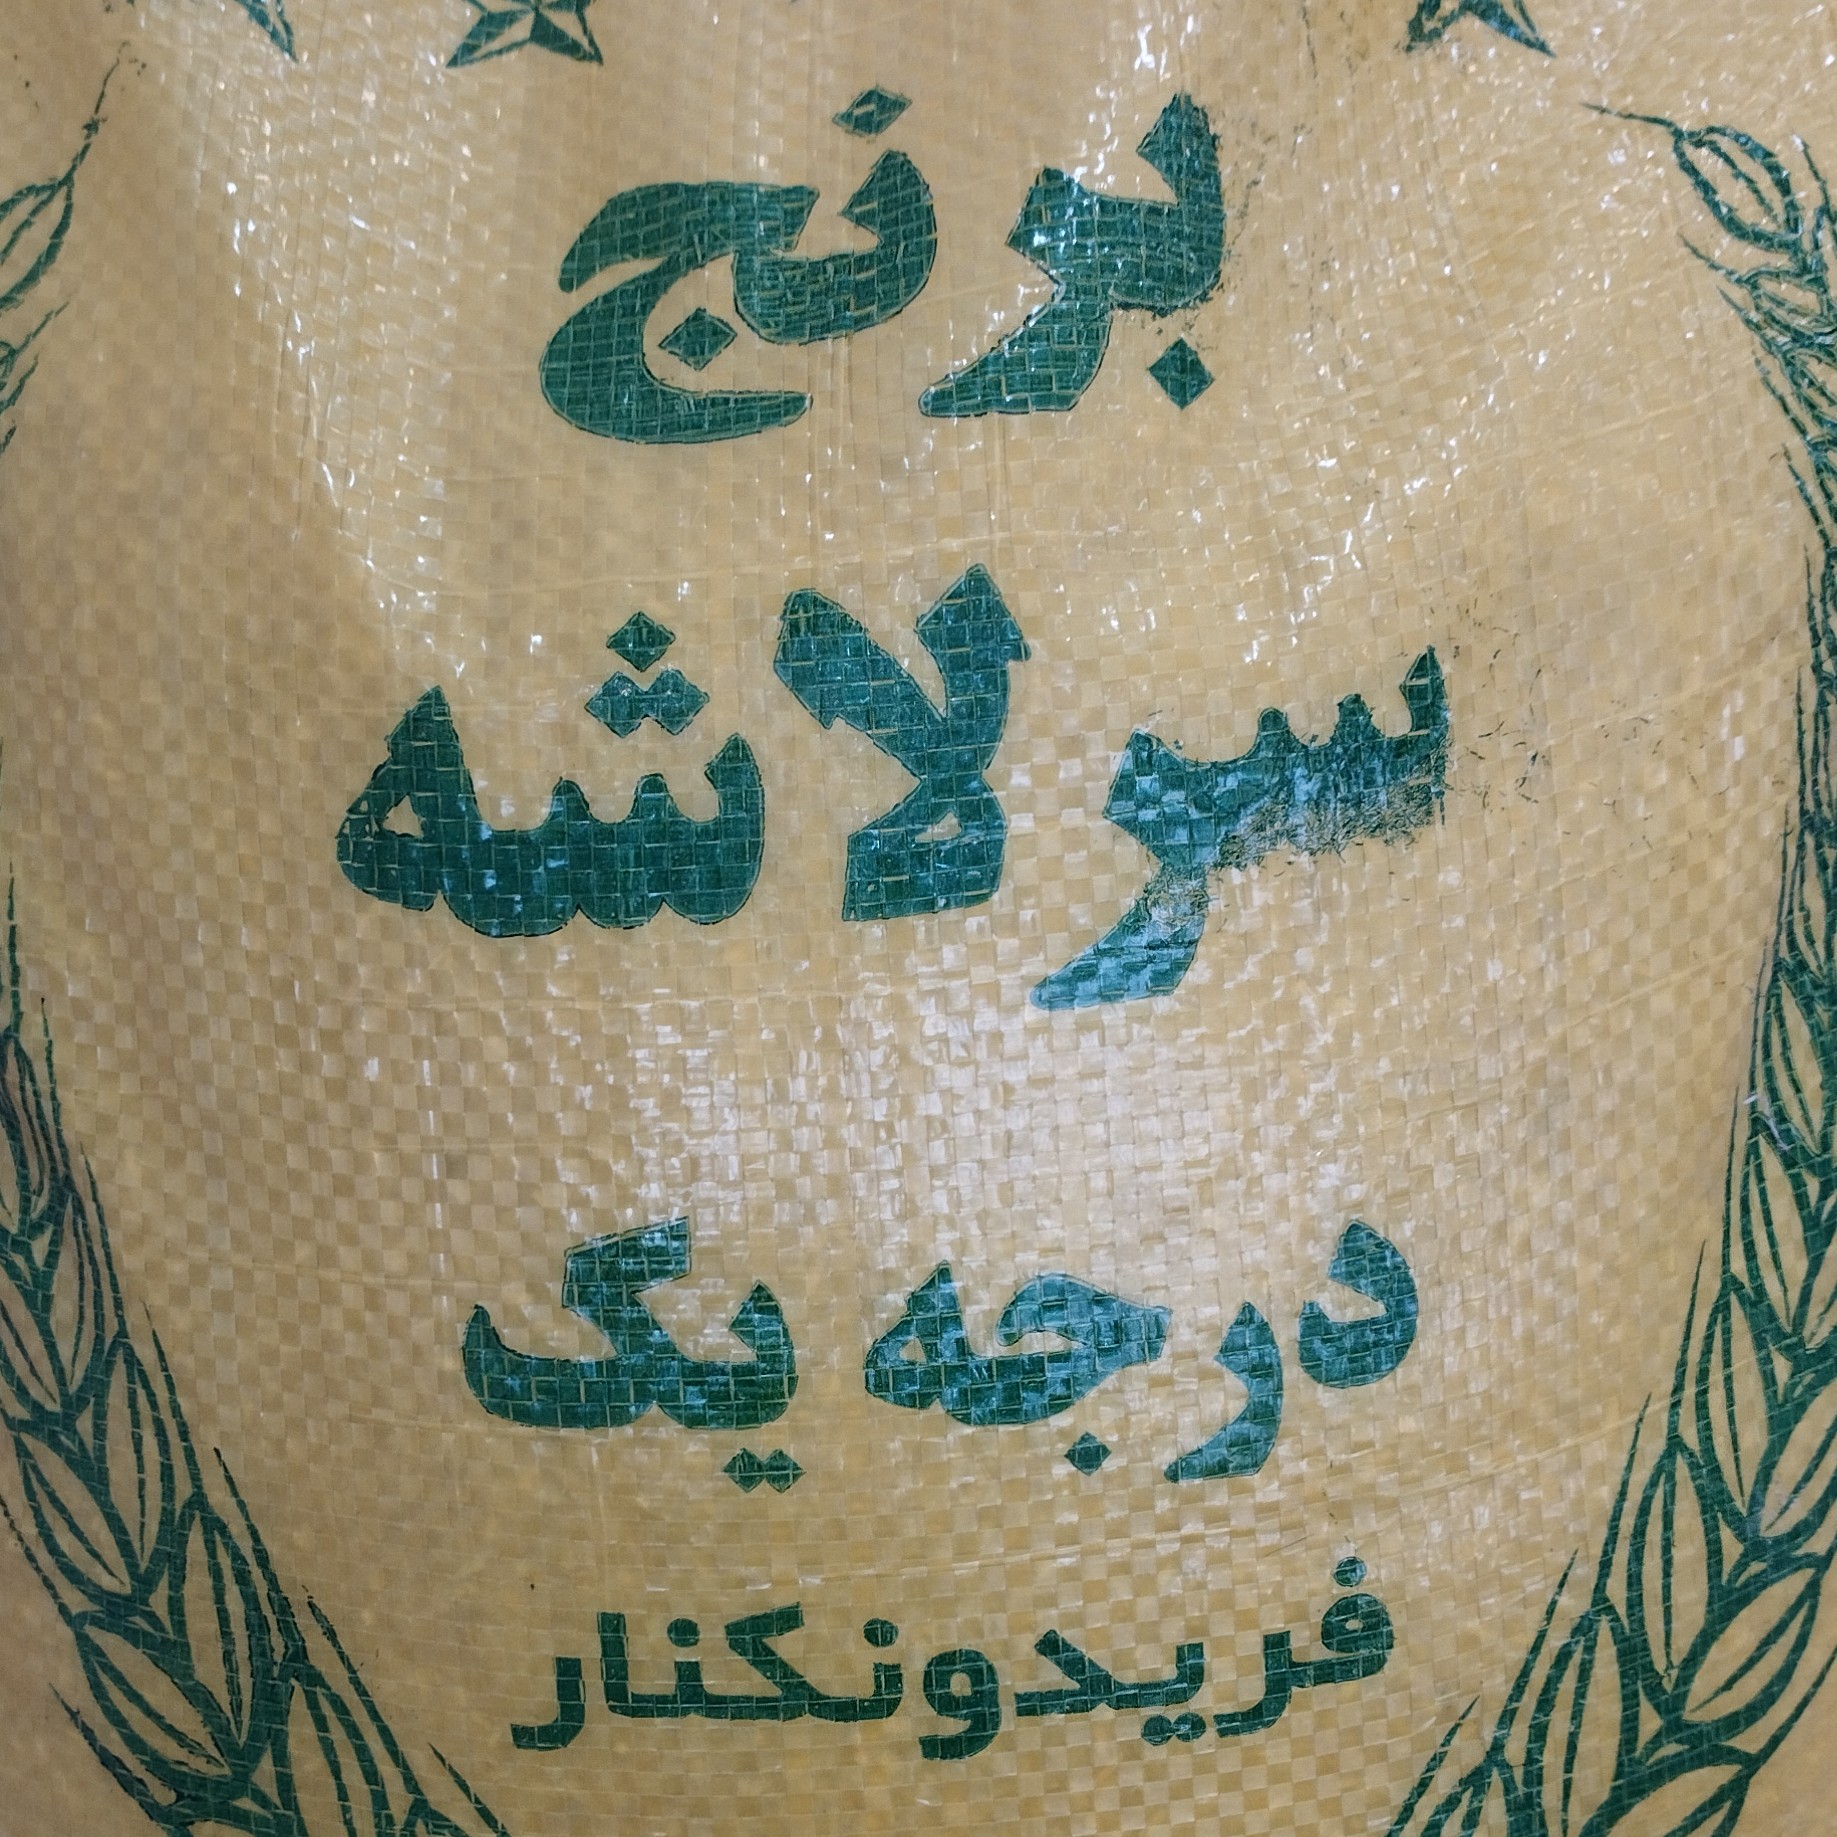 برنج
سرلاشه
درجه یک
فریدونکنار